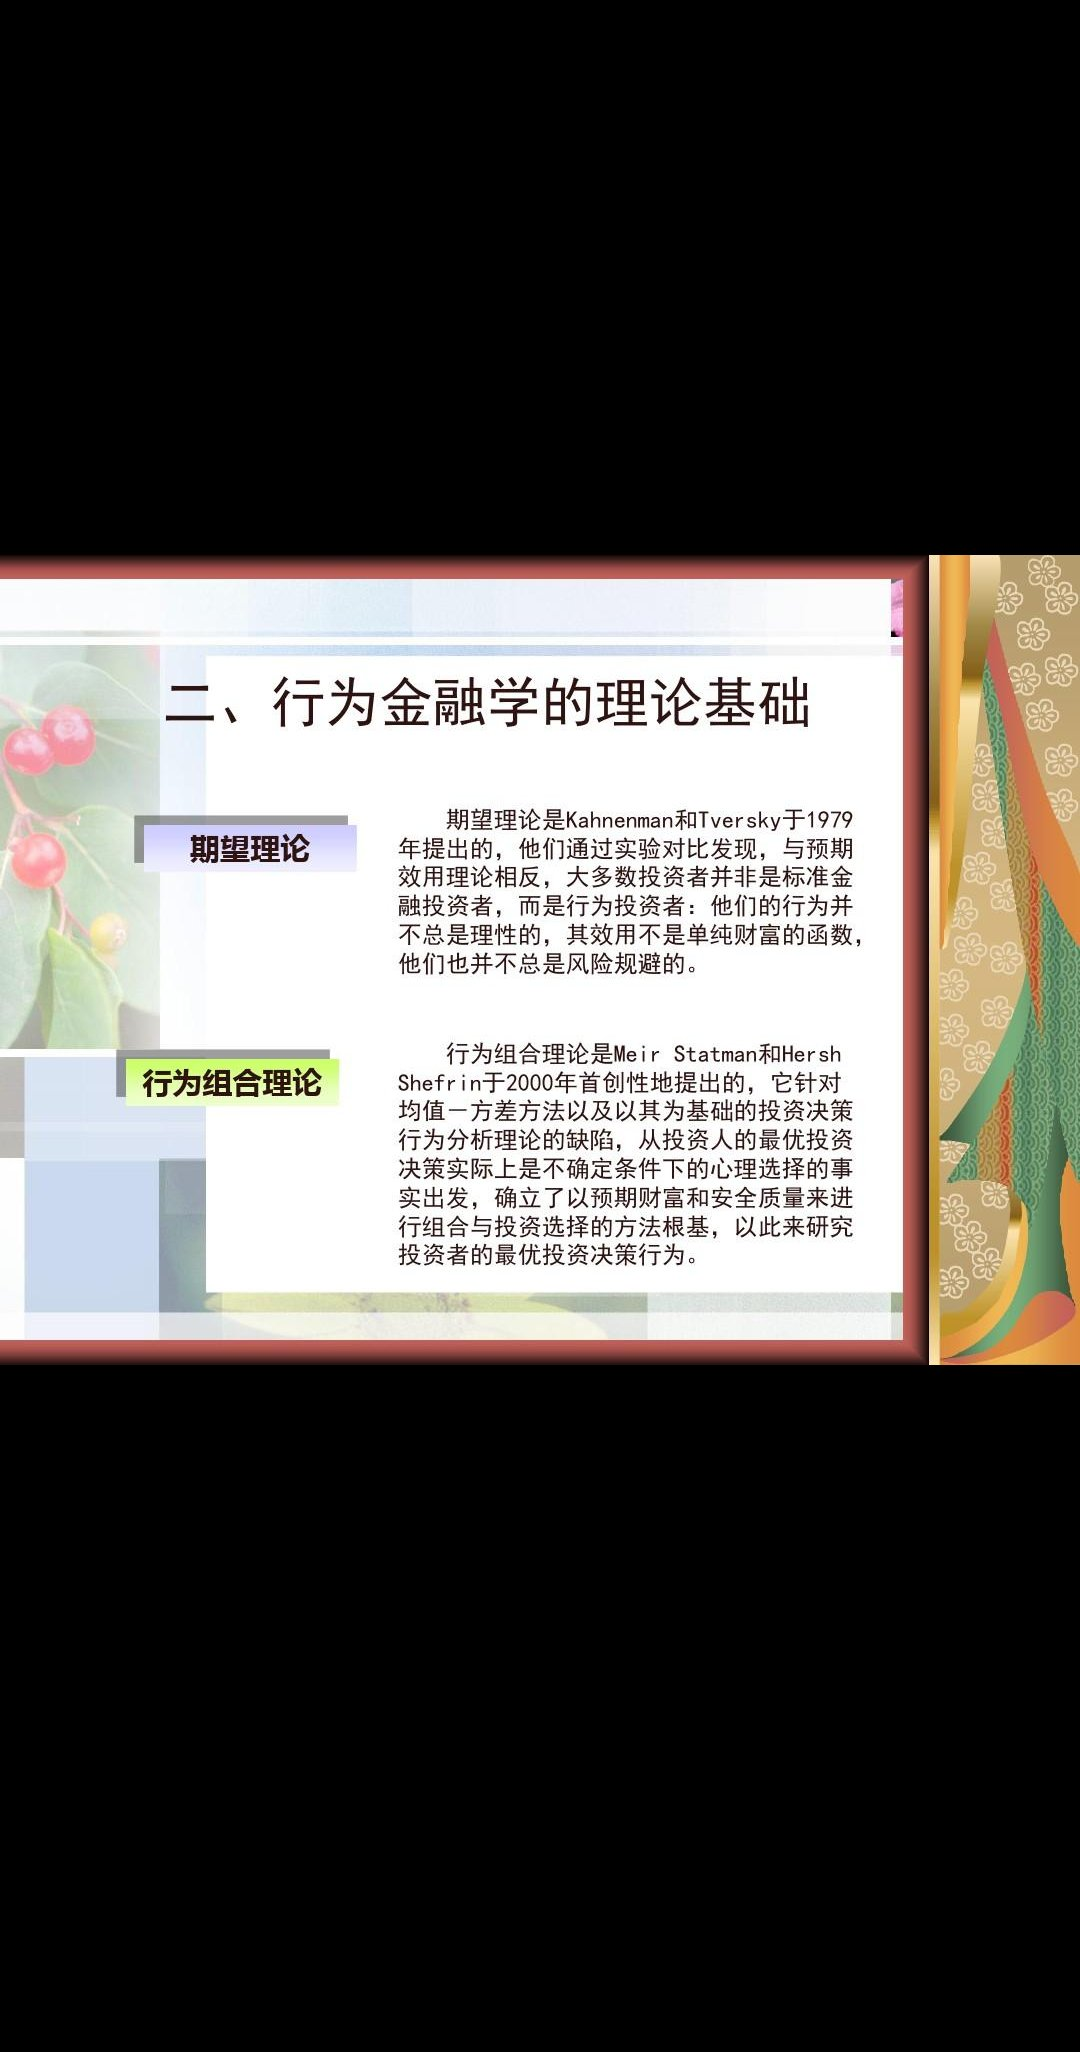 二、行为金融学的理论基础
期望理论
期望理论是Kahnenman和Tversky于1979
年提出的，他们通过实验对比发现，与预期
效用理论相反，大多数投资者并非是标准金
融投资者，而是行为投资者：他们的行为并
不总是理性的，其效用不是单纯财富的函数，
他们也并不总是风险规避的。
行为组合理论
行为组合理论是Meir Statman和Hersh
Shefrin于2000年首创性地提出的，它针对
均值－方差方法以及以其为基础的投资决策
行为分析理论的缺陷，从投资人的最优投资
决策实际上是不确定条件下的心理选择的事
实出发，确立了以预期财富和安全质量来进
行组合与投资选择的方法根基，以此来研究
投资者的最优投资决策行为。